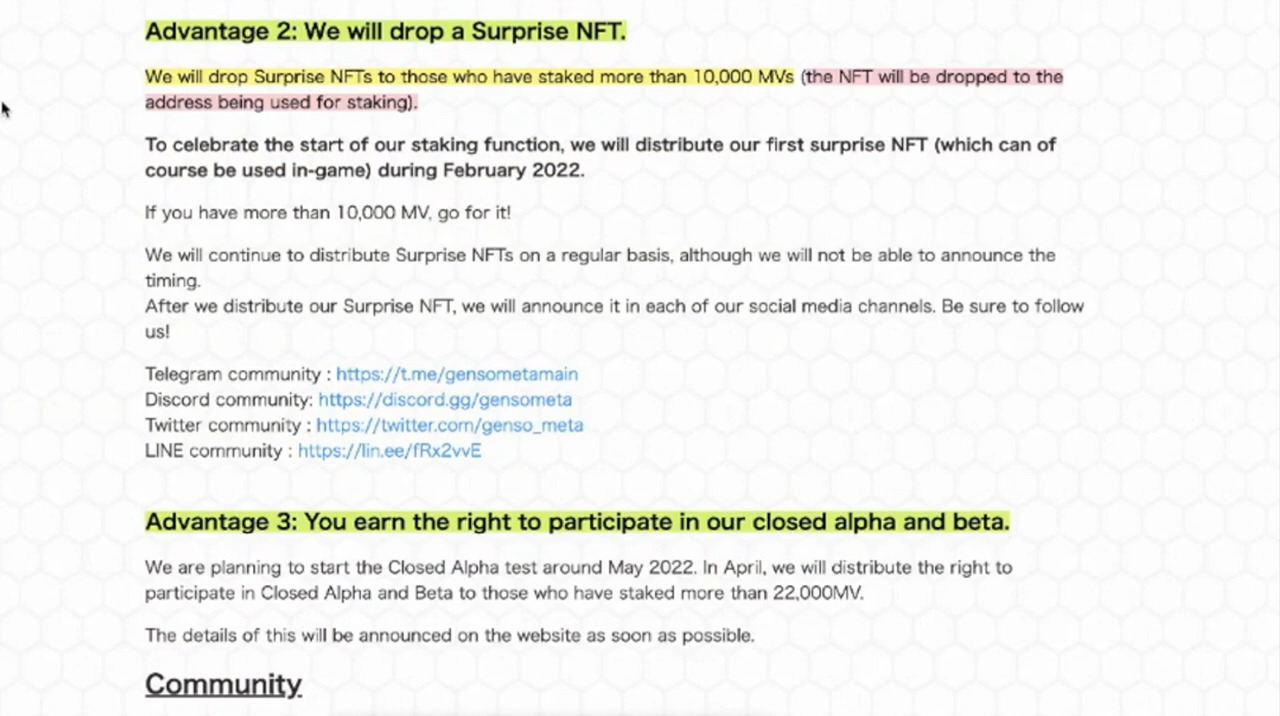 Advantage 2: We will drop a Surprise NFT.
We will drop Surprise NFTs to those who have staked more than 10,000 MVs (the NFT will be dropped to the
address being used for staking).
To celebrate the start of our staking function, we will distribute our first surprise NFT (which can of
course be used in-game) during February 2022.
If you have more than 10,000 MV, go for it!
We will continue to distribute Surprise NFTs on a regular basis, although we will not be able to announce the
timing.
After we distribute our Surprise NFT, we will announce it in each of our social media channels. Be sure to follow
us!
Telegram community : https://t.me/gensometamain
Discord community: https://discord.gg/gensometa
Twitter community : https://twitter.com/genso_meta
LINE community : https://lin.ee/fRx2vvE
Advantage 3: You earn the right to participate in our closed alpha and beta.
We are planning to start the Closed Alpha test around May 2022. In April, we will distribute the right to
participate in Closed Alpha and Beta to those who have staked more than 22,000MV.
The details of this will be announced on the website as soon as possible.
Community